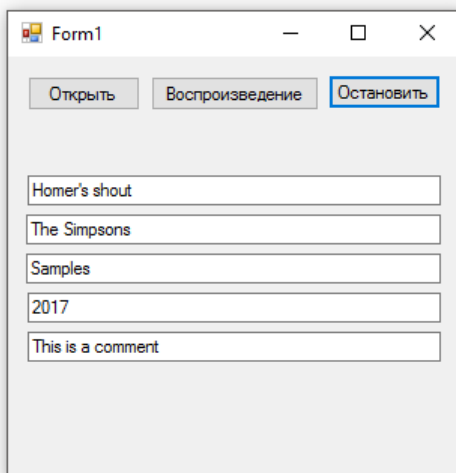 Form1
Открыть Воспроизведение Остановить
Homer's shout
The Simpsons
Samples
2017
This is a comment